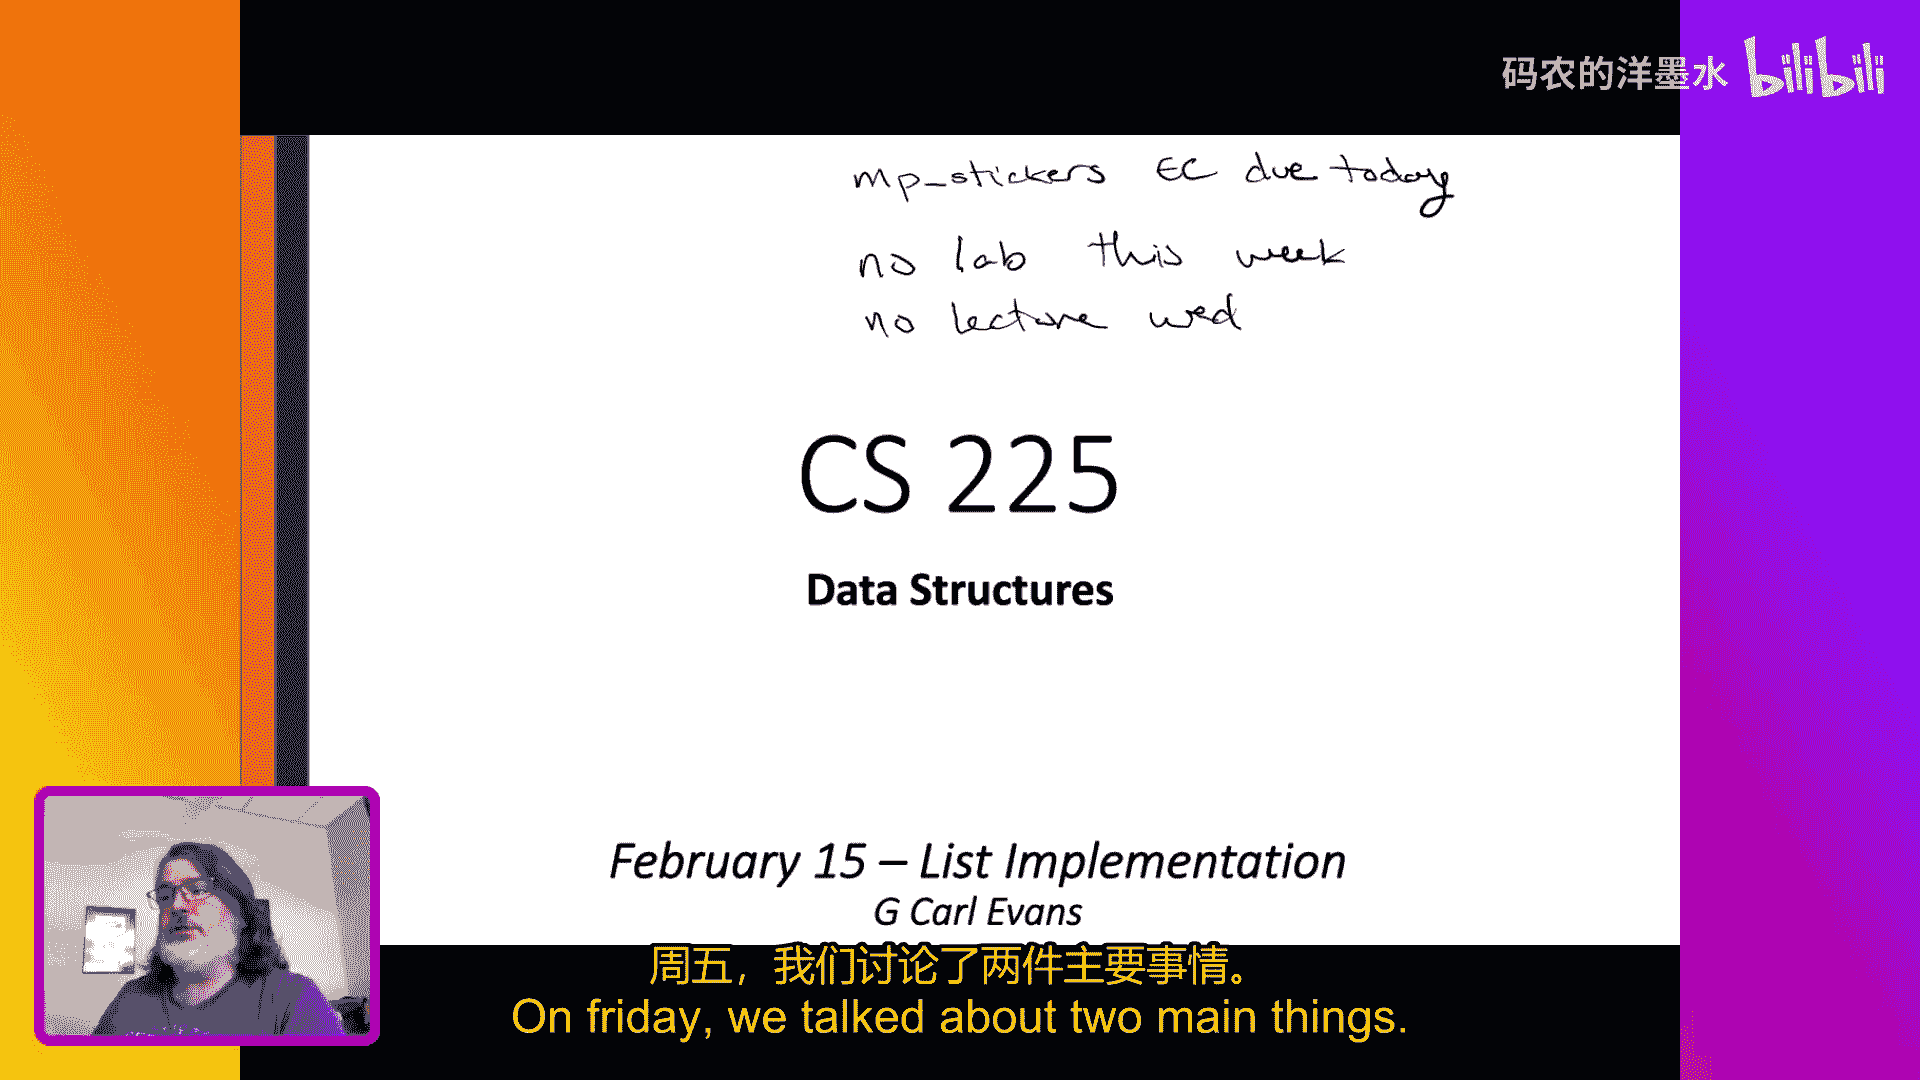 码农的洋墨水 bilibili
mp_stickers EC due today
no lab this week
no lecture wed
CS 225
Data Structures
February 15 – List Implementation
G Carl Evans
周五，我们讨论了两件主要事情。
On friday, we talked about two main things.